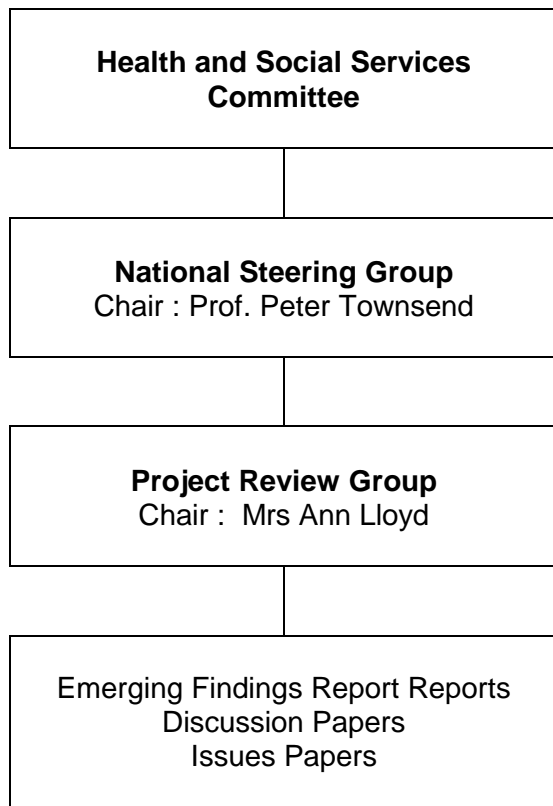 Health and Social Services
Committee
National Steering Group
Chair : Prof. Peter Townsend
Project Review Group
Chair :  Mrs Ann Lloyd
Emerging Findings Report Reports
Discussion Papers
Issues Papers